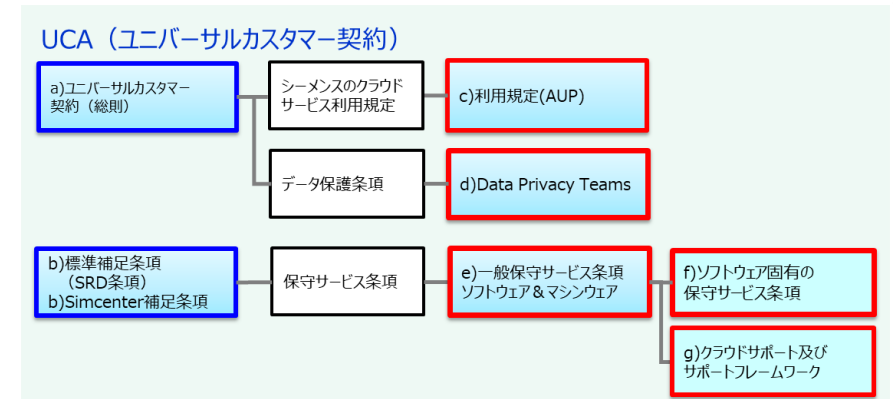 UCA（ユニバーサルカスタマー契約）
a)ユニバーサルカスタマー
契約（総則）
シーメンスのクラウド
サービス利用規定
c)利用規定(AUP)
データ保護条項
d)Data Privacy Teams
b)標準補足条項
（SRD条項）
b)Simcenter補足条項
保守サービス条項
e)一般保守サービス条項
ソフトウェア＆マシンウェア
f)ソフトウェア固有の
保守サービス条項
g)クラウドサポート及び
サポートフレームワーク